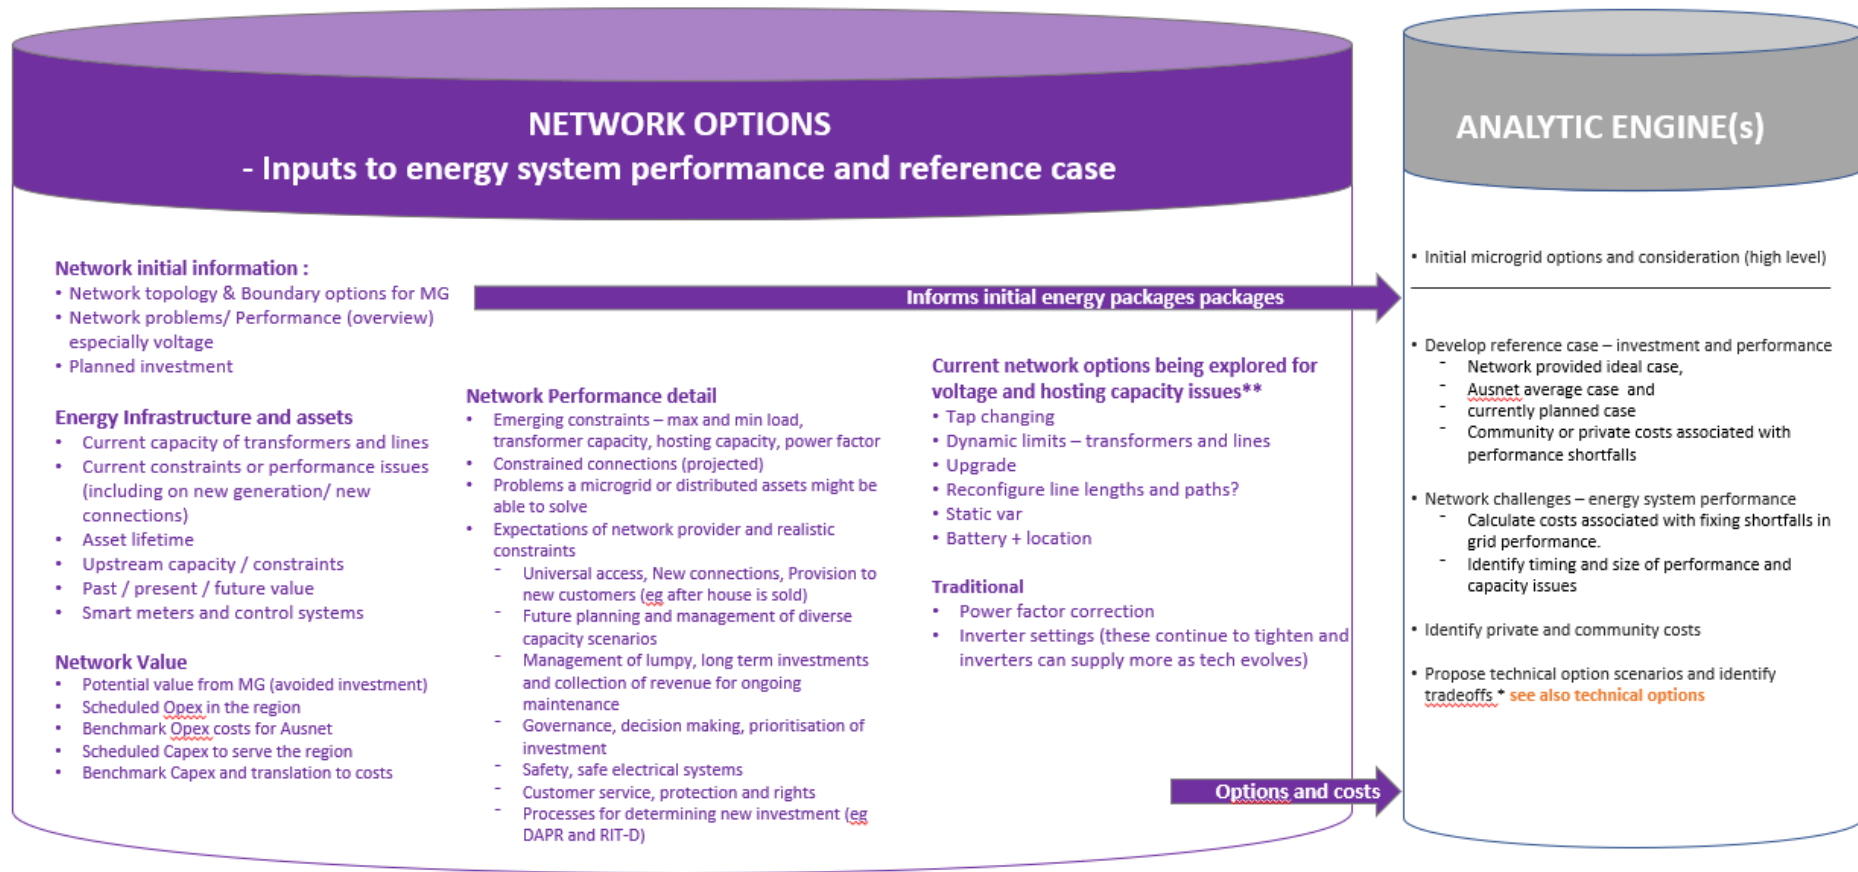 NETWORK OPTIONS
- Inputs to energy system performance and reference case
Network initial information :
• Network topology & Boundary options for MG
• Network problems/ Performance (overview)
especially voltage
• Planned investment
Energy Infrastructure and assets
• Current capacity of transformers and lines
• Current constraints or performance issues
(including on new generation/ new
connections)
• Asset lifetime
• Upstream capacity / constraints
• Past / present / future value
• Smart meters and control systems
Network Value
• Potential value from MG (avoided investment)
• Scheduled Opex in the region
• Benchmark Opex costs for Ausnet
• Scheduled Capex to serve the region
• Benchmark Capex and translation to costs
Informs initial energy packages packages
Network Performance detail
• Emerging constraints – max and min load,
transformer capacity, hosting capacity, power factor
• Constrained connections (projected)
• Problems a microgrid or distributed assets might be
able to solve
• Expectations of network provider and realistic
constraints
- Universal access, New connections, Provision to
new customers (eg after house is sold)
- Future planning and management of diverse
capacity scenarios
- Management of lumpy, long term investments
and collection of revenue for ongoing
maintenance
- Governance, decision making, prioritisation of
investment
- Safety, safe electrical systems
- Customer service, protection and rights
- Processes for determining new investment (eg
DAPR and RIT-D)
Current network options being explored for
voltage and hosting capacity issues**
• Tap changing
• Dynamic limits – transformers and lines
• Upgrade
• Reconfigure line lengths and paths?
• Static var
• Battery + location
Traditional
• Power factor correction
• Inverter settings (these continue to tighten and
inverters can supply more as tech evolves)
Options and costs
ANALYTIC ENGINE(s)
• Initial microgrid options and consideration (high level)
• Develop reference case – investment and performance
- Network provided ideal case,
- Ausnet average case and
- currently planned case
- Community or private costs associated with
performance shortfalls
• Network challenges – energy system performance
- Calculate costs associated with fixing shortfalls in
grid performance.
- Identify timing and size of performance and
capacity issues
• Identify private and community costs
• Propose technical option scenarios and identify
tradeoffs * see also technical options